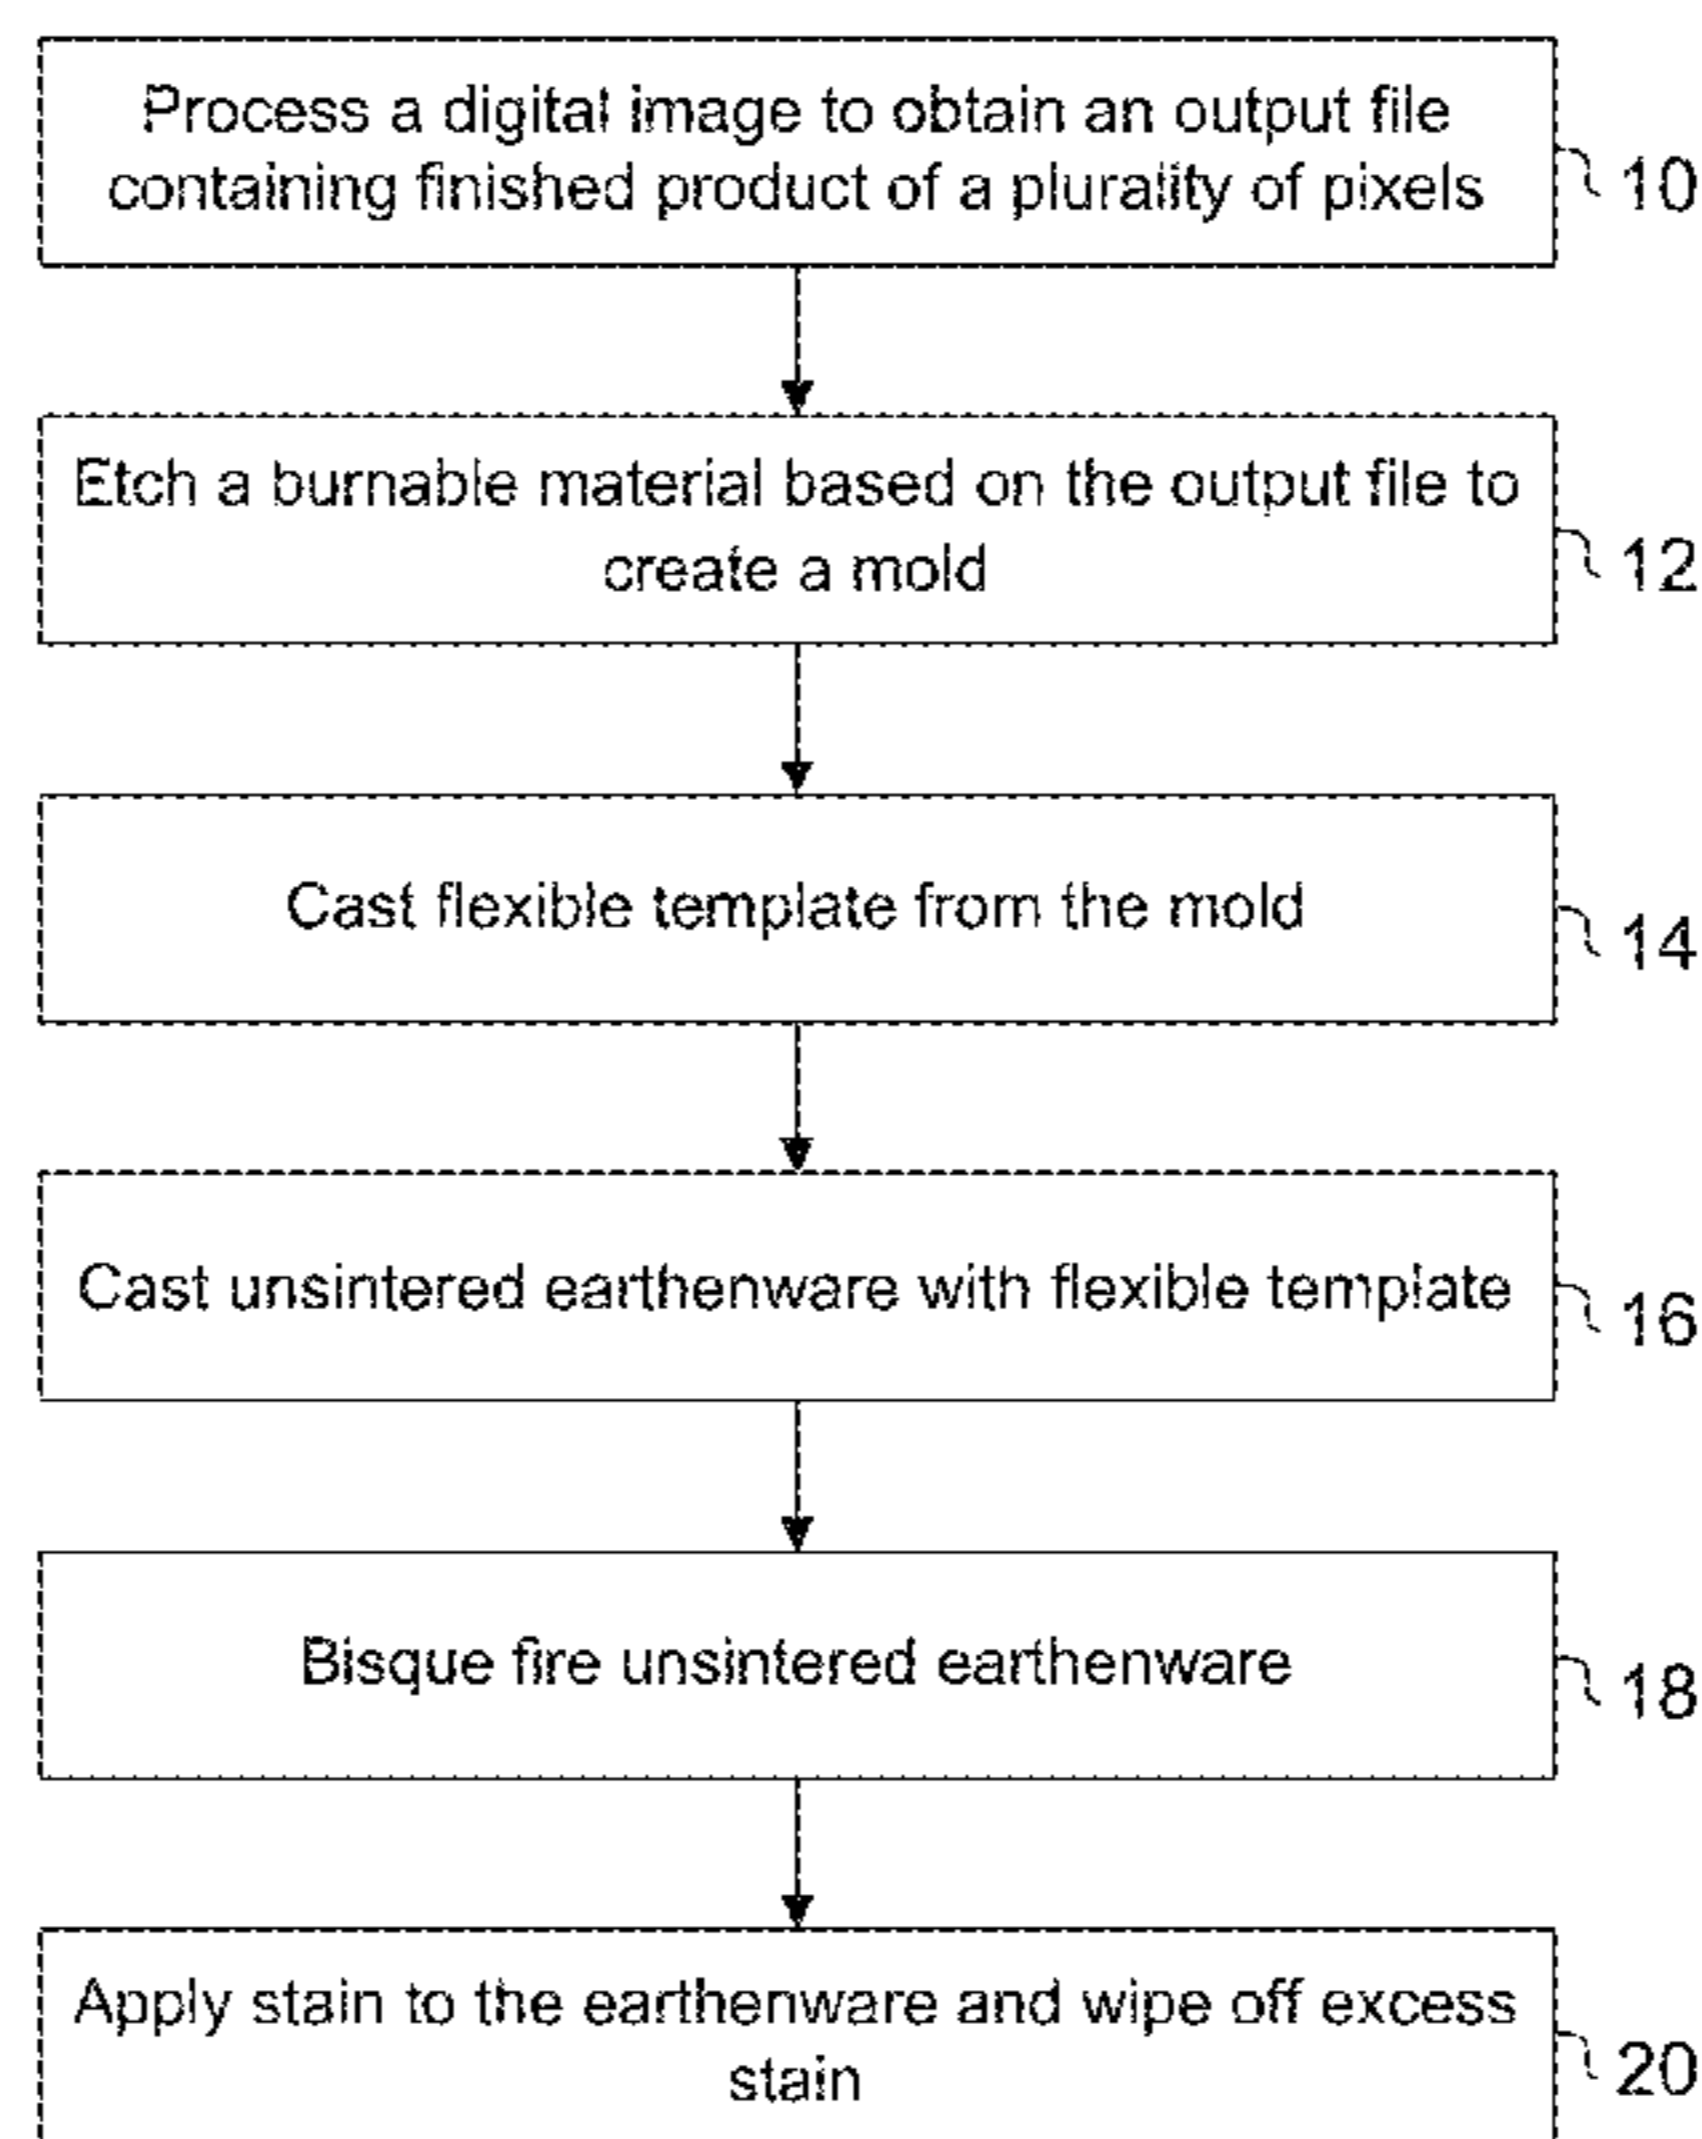 Process a digital image to obtain an output file
containing finished product of a plurality of pixels
10
Etch a burnable material based on the output file to
create a mold
12
Cast flexible template from the mold
14
Cast unsintered earthenware with flexible template
16
Bisque fire unsintered earthenware
18
Apply stain to the earthenware and wipe off excess
stain
20